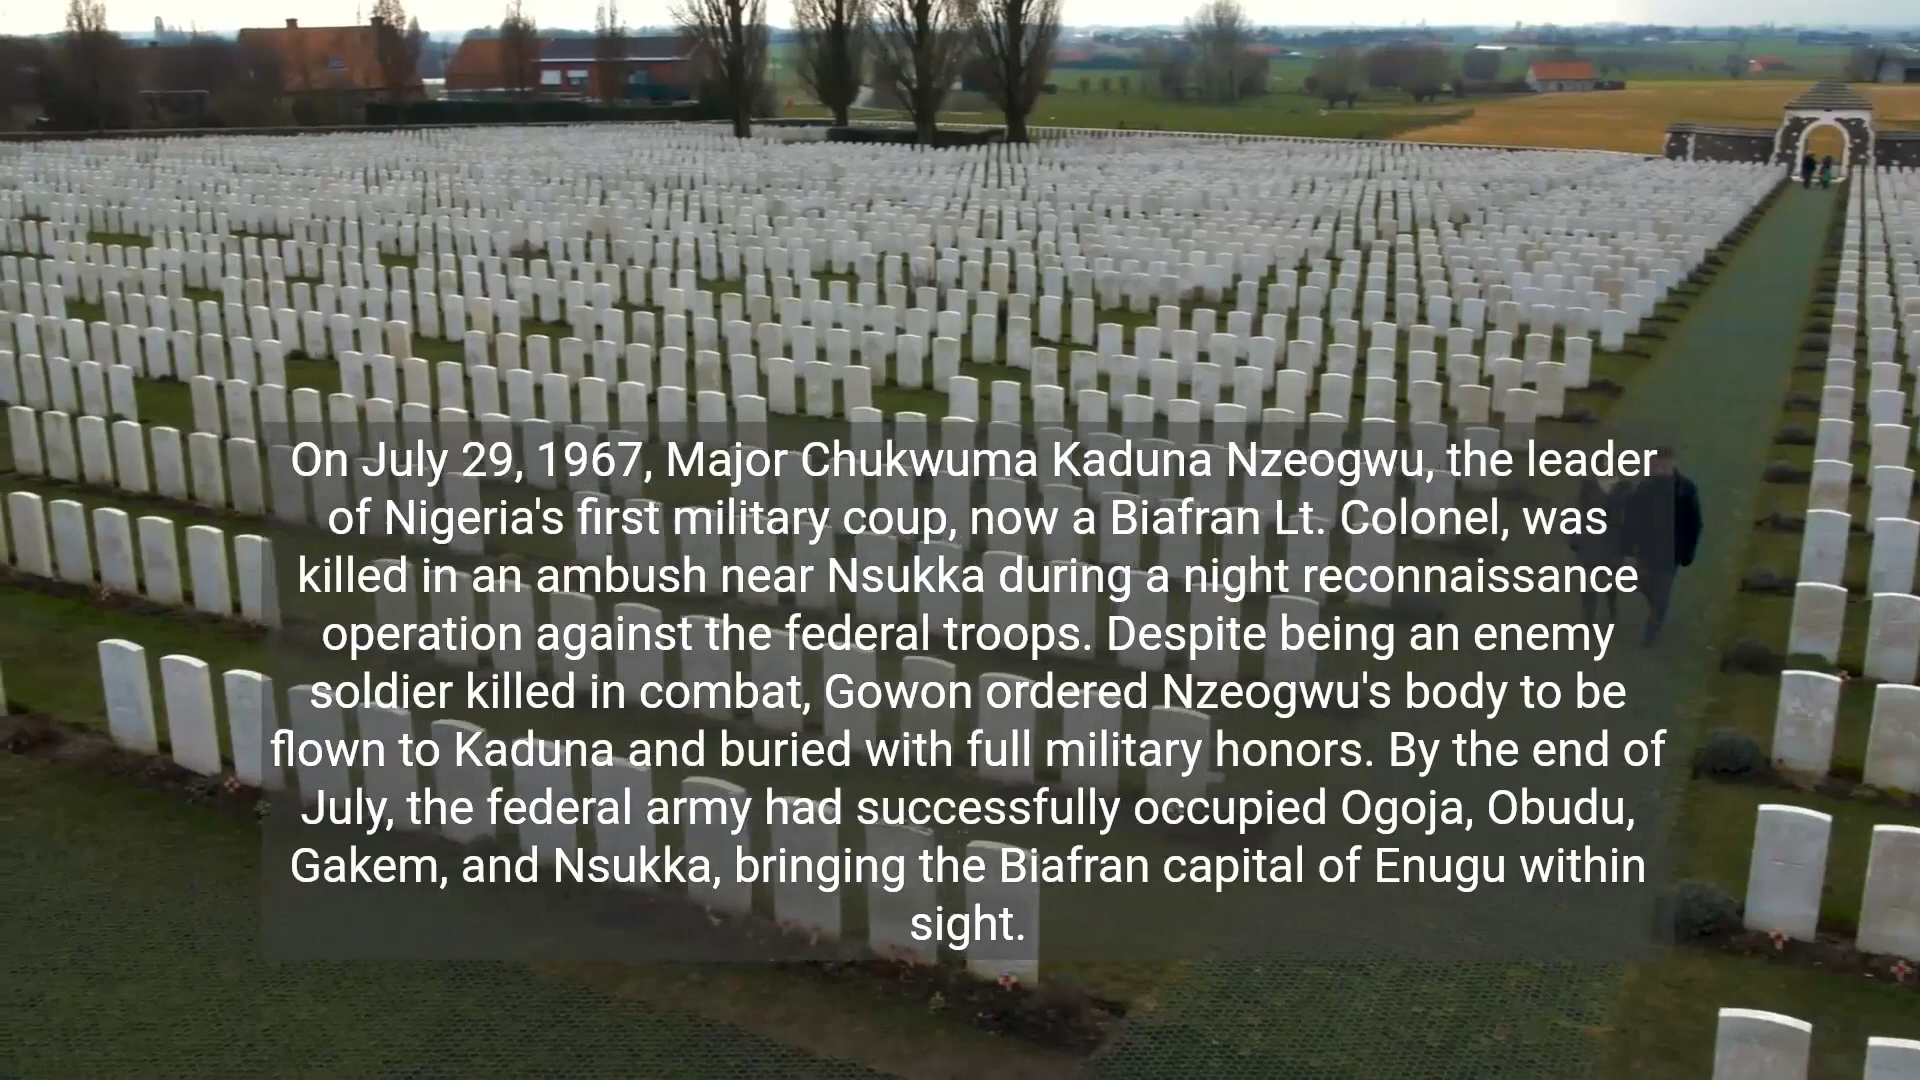 On July 29, 1967, Major Chukwuma Kaduna Nzeogwu, the leader
of Nigeria's first military coup, now a Biafran Lt. Colonel, was
killed in an ambush near Nsukka during a night reconnaissance
operation against the federal troops. Despite being an enemy
soldier killed in combat, Gowon ordered Nzeogwu's body to be
flown to Kaduna and buried with full military honors. By the end of
July, the federal army had successfully occupied Ogoja, Obudu,
Gakem, and Nsukka, bringing the Biafran capital of Enugu within
sight.